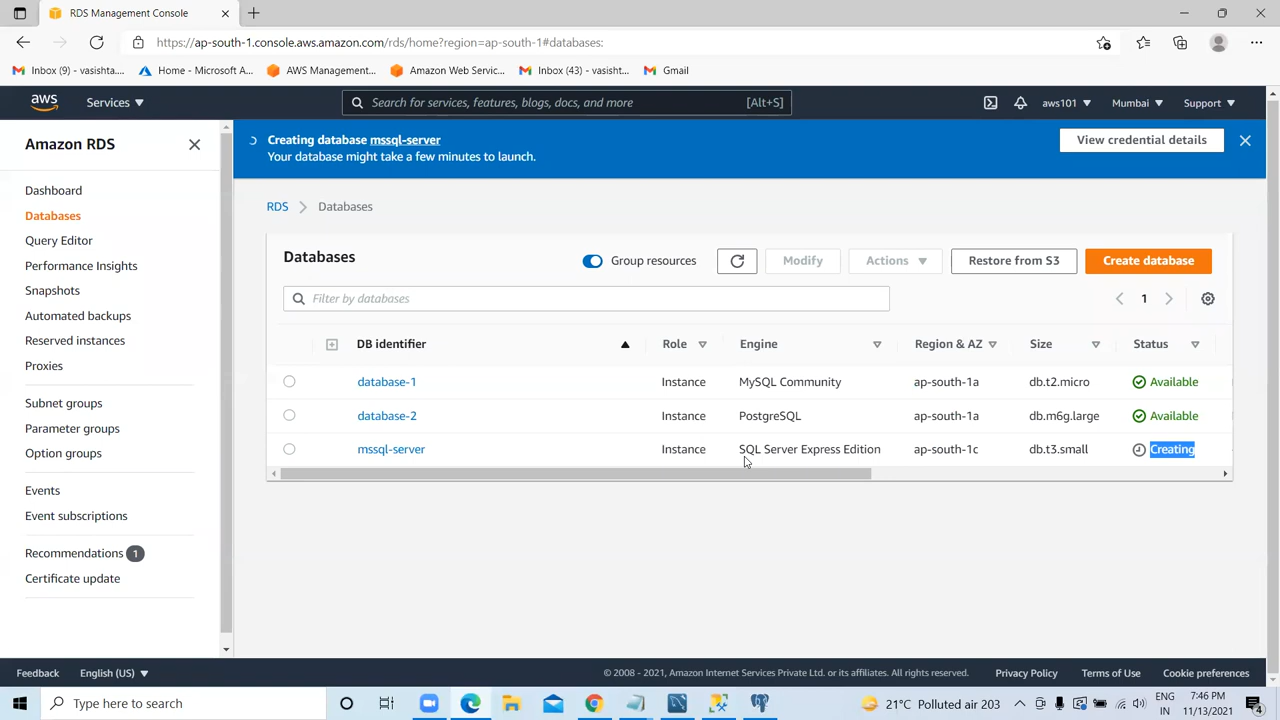 RDS Management Console
https://ap-south-1.console.aws.amazon.com/rds/home?region=ap-south-1#databases:
Inbox (9) - vasishta.... Home - Microsoft A... AWS Management... Amazon Web Servic... Inbox (43) - vasisht... Gmail
aws Services Search for services, features, blogs, docs, and more [Alt+S] aws101 Mumbai Support
Amazon RDS
Dashboard
Databases
Query Editor
Performance Insights
Snapshots
Automated backups
Reserved instances
Proxies
Subnet groups
Parameter groups
Option groups
Events
Event subscriptions
Recommendations 1
Certificate update
Creating database mssql-server
Your database might take a few minutes to launch.
View credential details
RDS Databases
Databases Group resources Modify Actions Restore from S3 Create database
Filter by databases 1
DB identifier Role Engine Region & AZ Size Status
database-1 Instance MySQL Community ap-south-1a db.t2.micro Available
database-2 Instance PostgreSQL ap-south-1a db.m6g.large Available
mssql-server Instance SQL Server Express Edition ap-south-1c db.t3.small Creating
Feedback English (US) © 2008 - 2021, Amazon Internet Services Private Ltd. or its affiliates. All rights reserved. Privacy Policy Terms of Use Cookie preferences
Type here to search 21°C Polluted air 203
ENG
IN
7:46 PM
11/13/2021
4